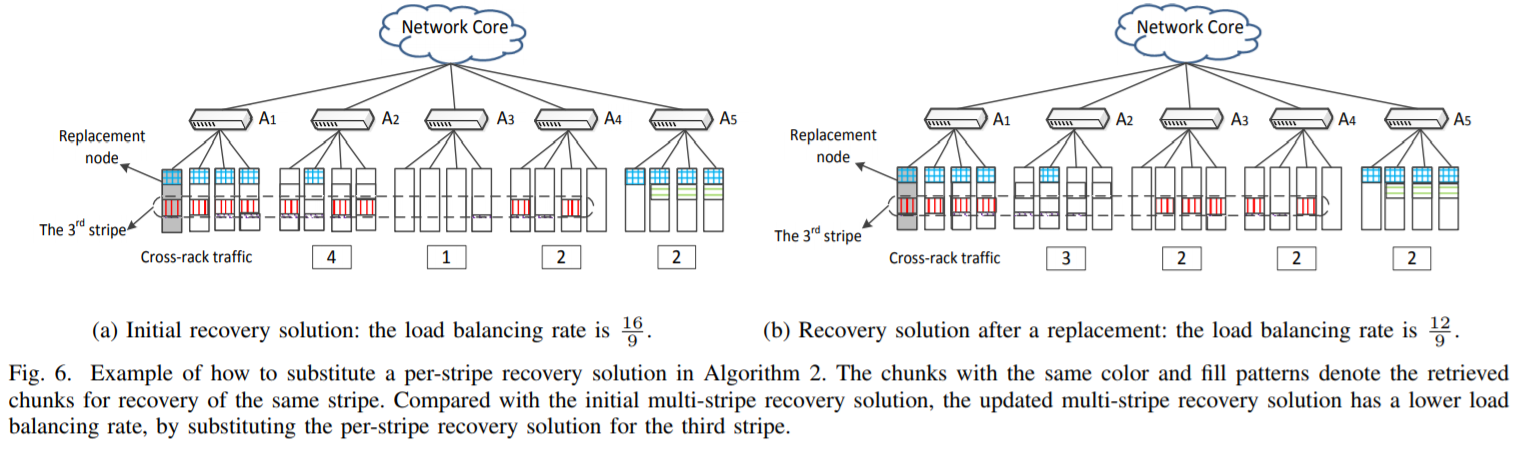 Network Core
A1
A2
A3
A4
A5
Replacement
node
The 3rd stripe
Cross-rack traffic
4
1
2
2
(a) Initial recovery solution: the load balancing rate is 16/9.
Network Core
A1
A2
A3
A4
A5
Replacement
node
The 3rd stripe
Cross-rack traffic
3
2
2
2
(b) Recovery solution after a replacement: the load balancing rate is 12/9.
Fig. 6. Example of how to substitute a per-stripe recovery solution in Algorithm 2. The chunks with the same color and fill patterns denote the retrieved
chunks for recovery of the same stripe. Compared with the initial multi-stripe recovery solution, the updated multi-stripe recovery solution has a lower load
balancing rate, by substituting the per-stripe recovery solution for the third stripe.